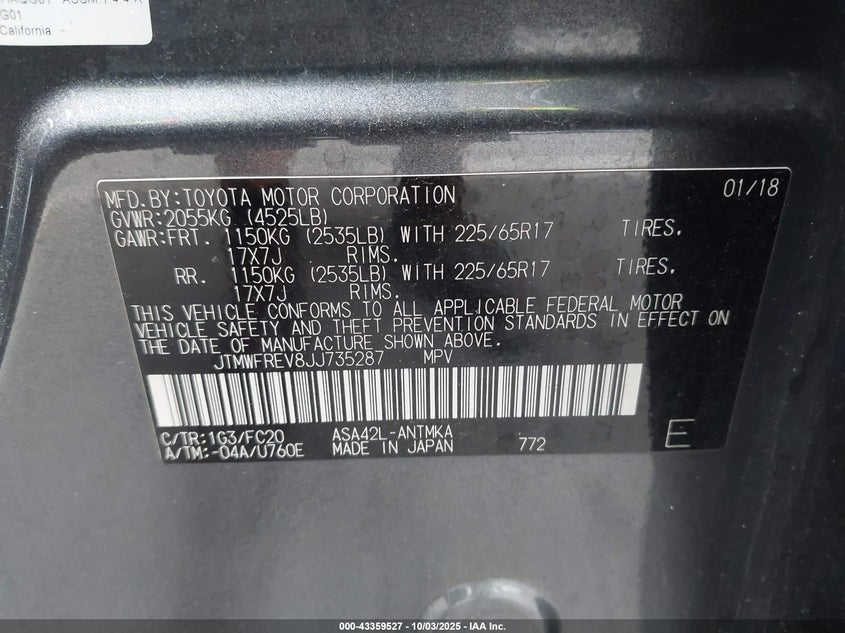 G01
California
MFD.BY:TOYOTA MOTOR CORPORATION 01/18
GVWR:2055KG (4525LB)
GAWR:FRT. 1150KG (2535LB) WITH 225/65R17 TIRES.
17X7J RIMS.
RR. 1150KG (2535LB) WITH 225/65R17 TIRES.
17X7J RIMS.
THIS VEHICLE CONFORMS TO ALL APPLICABLE FEDERAL MOTOR
VEHICLE SAFETY AND THEFT PREVENTION STANDARDS IN EFFECT ON
THE DATE OF MANUFACTURE SHOWN ABOVE.
JTMWFREV8JJ735287 MPV
C/TR:1G3/FC20 ASA42L-ANTMKA
A/TM:-04A/U760E MADE IN JAPAN 772 E
000-43359527 - 10/03/2025 - IAA Inc.